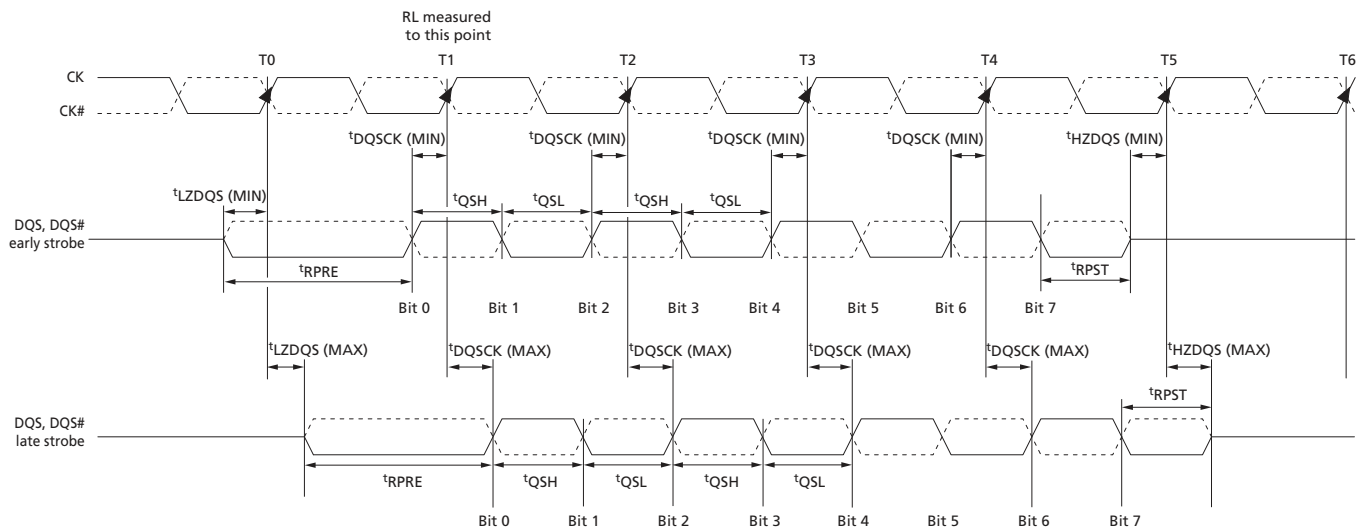 RL measured
to this point
T0 T1 T2 T3 T4 T5 T6
CK
CK#
tDQSCK (MIN) tDQSCK (MIN) tDQSCK (MIN) tDQSCK (MIN) tHZDQS (MIN)
tLZDQS (MIN)
tQSH tQSL tQSH tQSL
DQS, DQS#
early strobe
tRPRE tRPST
Bit 0 Bit 1 Bit 2 Bit 3 Bit 4 Bit 5 Bit 6 Bit 7
tLZDQS (MAX) tDQSCK (MAX) tDQSCK (MAX) tDQSCK (MAX) tDQSCK (MAX) tHZDQS (MAX)
tRPST
DQS, DQS#
late strobe
tRPRE tQSH tQSL tQSH tQSL
Bit 0 Bit 1 Bit 2 Bit 3 Bit 4 Bit 5 Bit 6 Bit 7